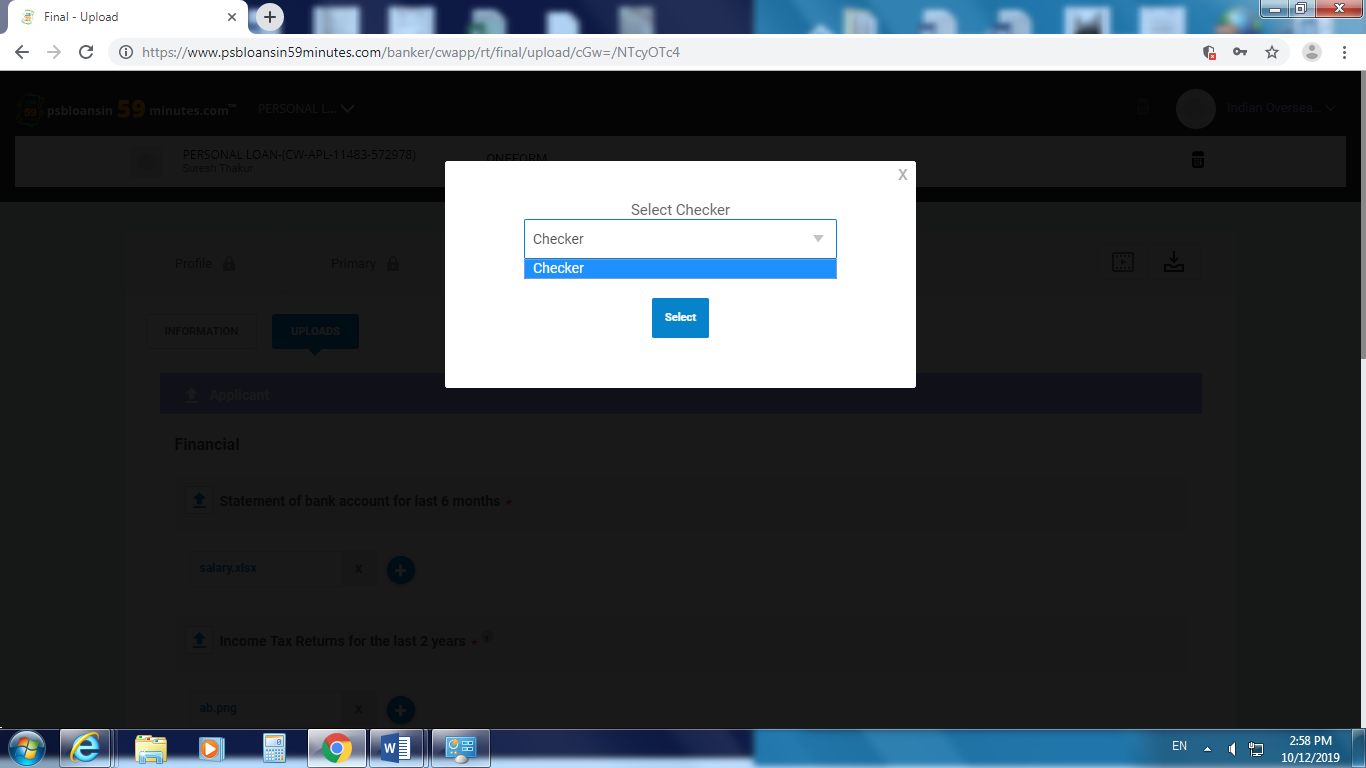 Final - Upload
https://www.psbloansin59minutes.com/banker/cwapp/rt/final/upload/cGw=/NTcyOTc4
psbloansin 59 minutes.com™
PERSONAL L...
Indian Oversea...
PERSONAL LOAN-(CW-APL-11483-572978)
Suresh Thakur
ONEFORM
X
Select Checker
Checker
Checker
Select
Profile
Primary
INFORMATION
UPLOADS
Applicant
Financial
Statement of bank account for last 6 months *
salary.xlsx X
Income Tax Returns for the last 2 years *
ab.png X
EN
2:58 PM
10/12/2019